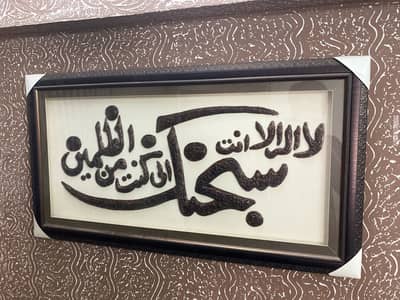 لا اله الا انت
سبحنك
انى كنت من الظلمين